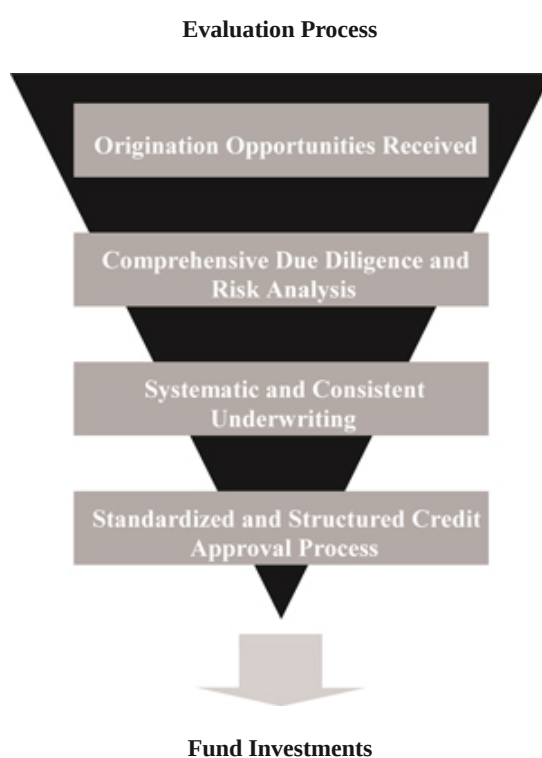 Evaluation Process
Origination Opportunities Received
Comprehensive Due Diligence and
Risk Analysis
Systematic and Consistent
Underwriting
Standardized and Structured Credit
Approval Process
Fund Investments